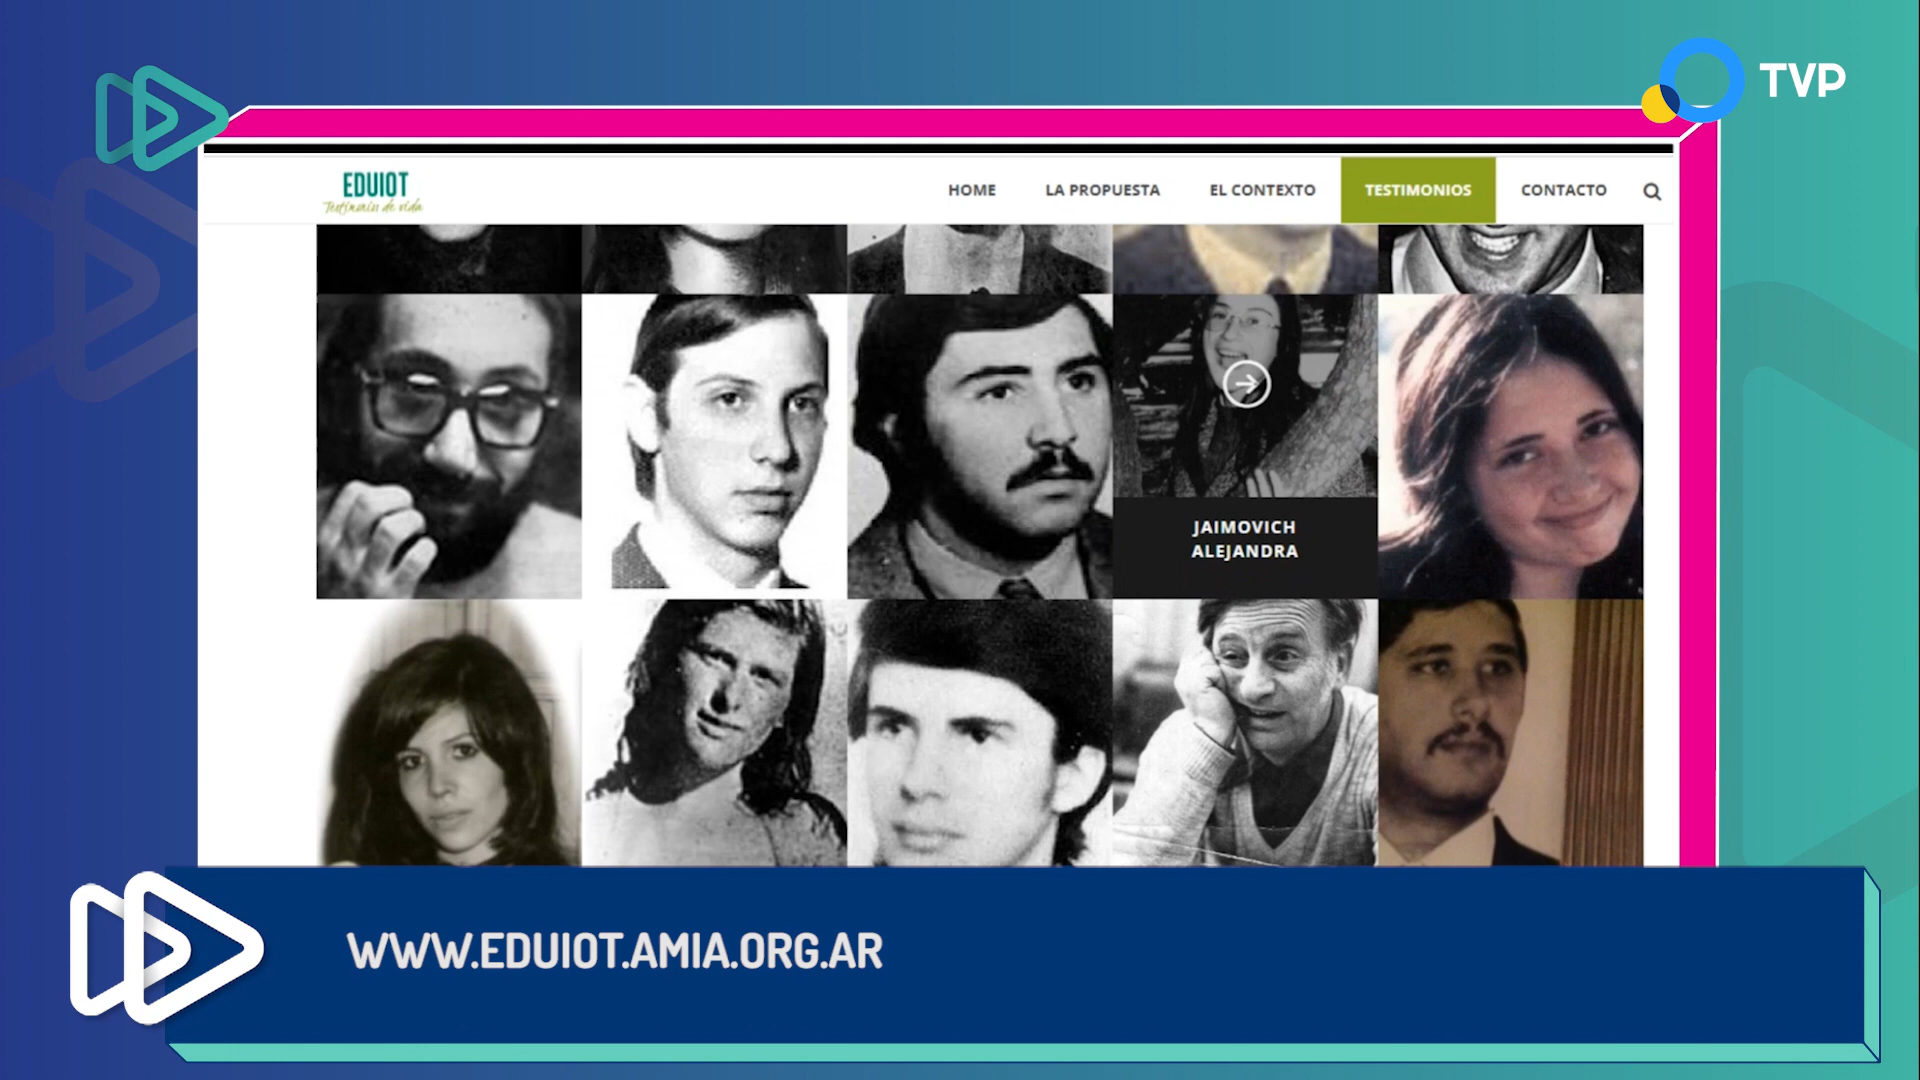 TVP
EDUIOT
Testimonios de vida
HOME LA PROPUESTA EL CONTEXTO TESTIMONIOS CONTACTO
JAIMOVICH
ALEJANDRA
WWW.EDUIOT.AMIA.ORG.AR